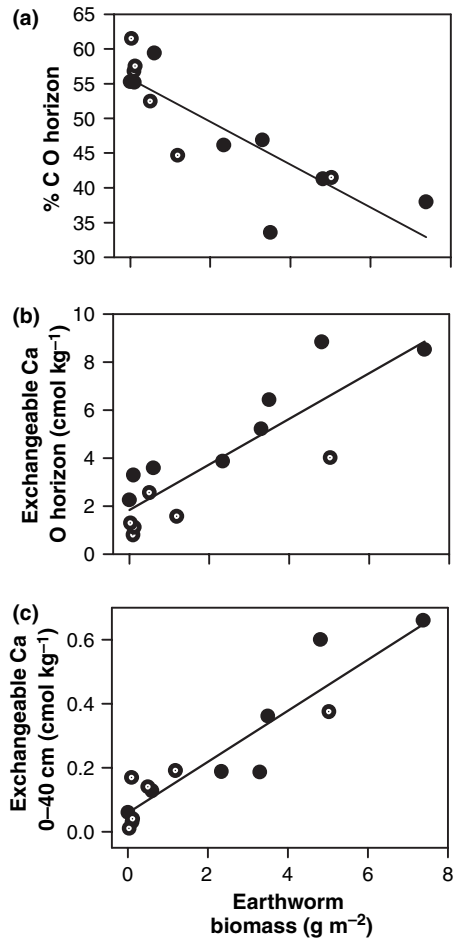 (a)
65
60
55
50
45
40
35
30
% C O horizon
(b)
10
8
6
4
2
0
Exchangeable Ca
O horizon (cmol kg⁻¹)
(c)
0.6
0.4
0.2
0.0
Exchangeable Ca
0–40 cm (cmol kg⁻¹)
0 2 4 6 8
Earthworm
biomass (g m⁻²)